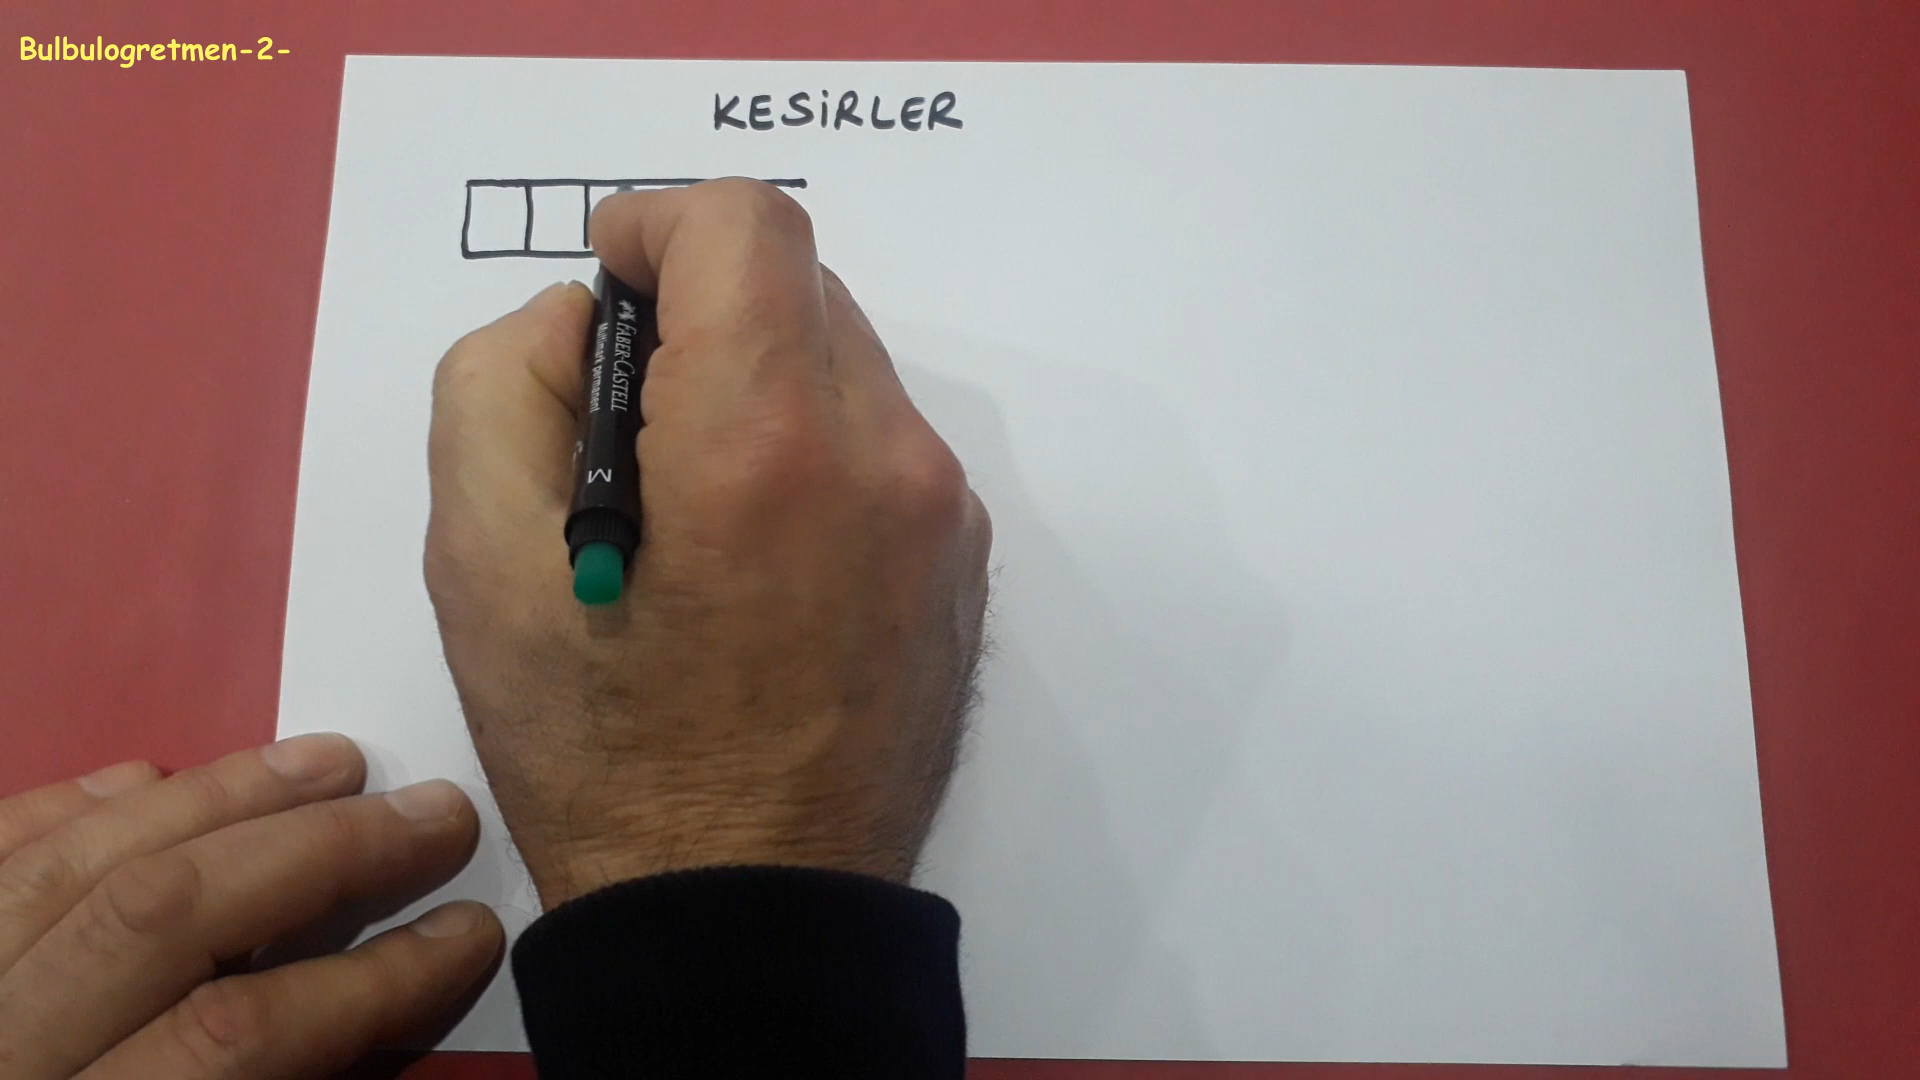 Bulbulogretmen-2-
KESİRLER
FABER-CASTELL
Multimark permanent
M